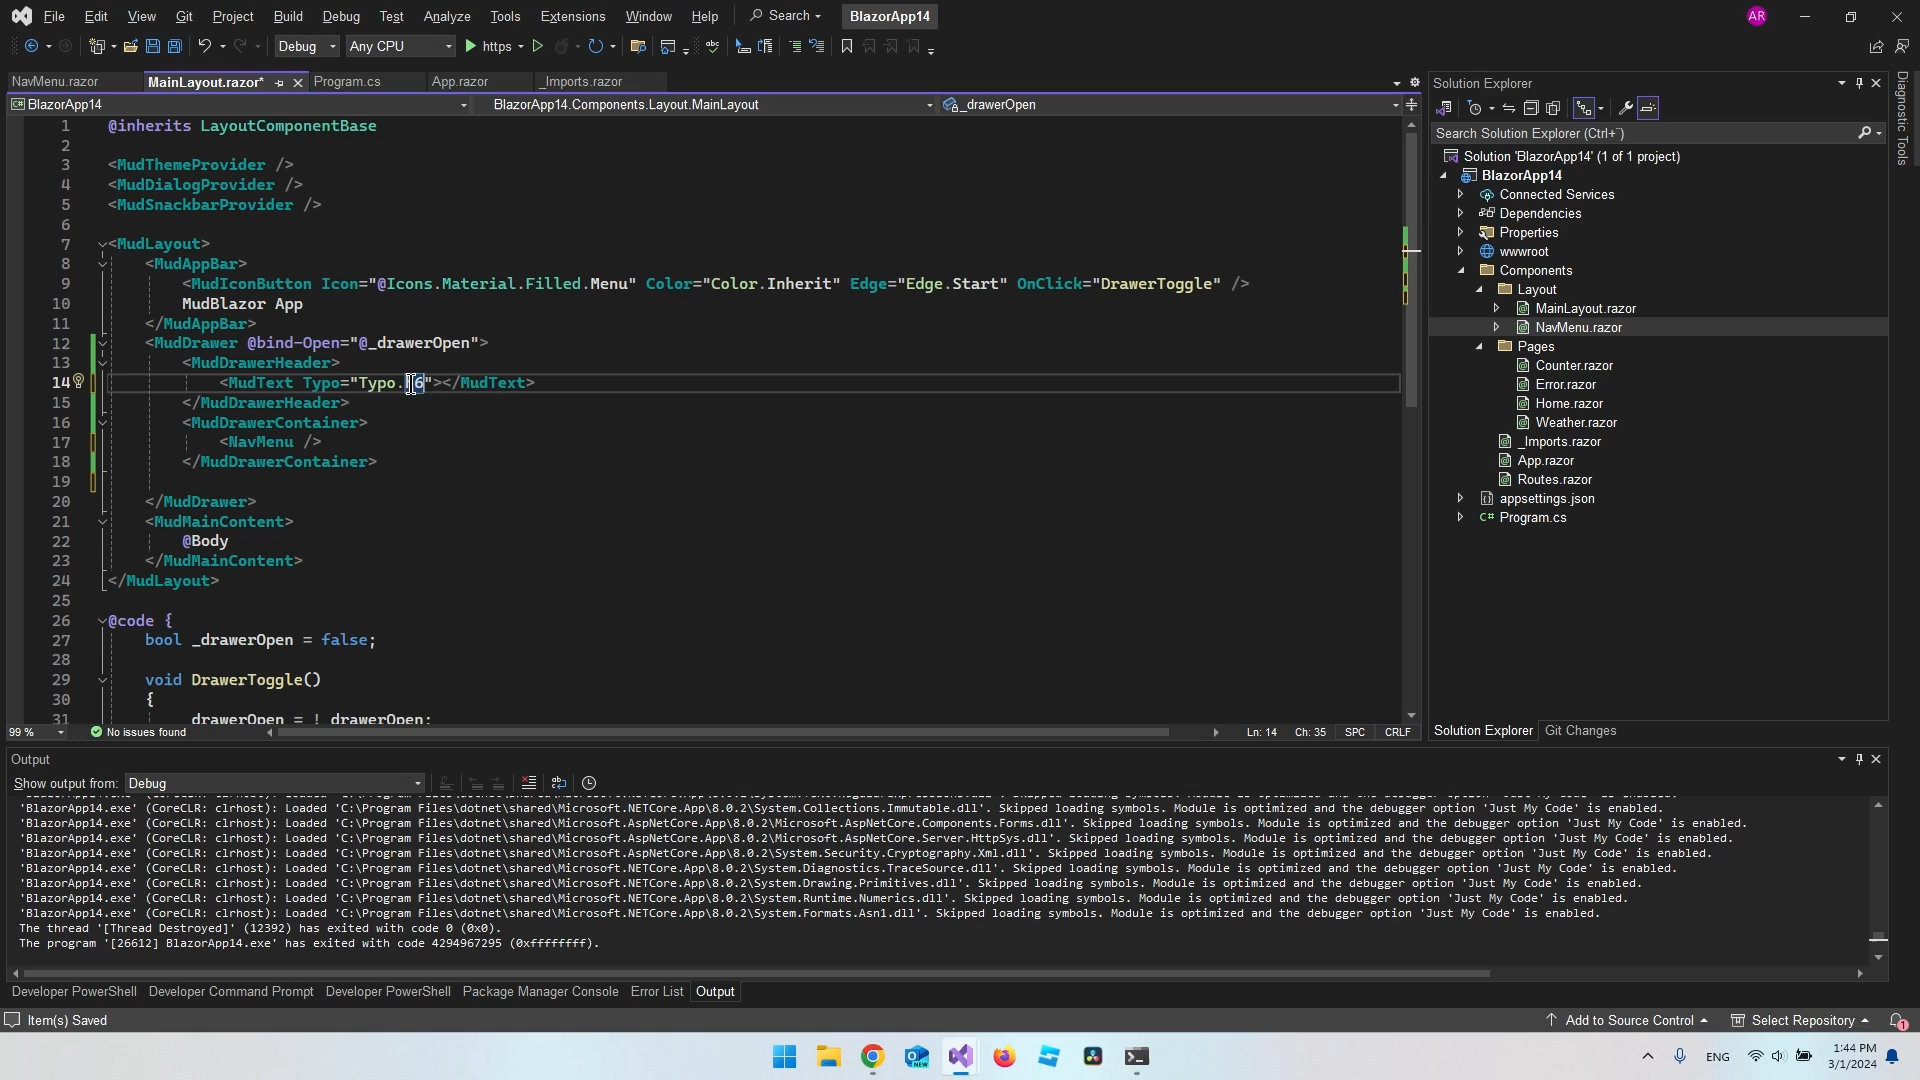 File Edit View Git Project Build Debug Test Analyze Tools Extensions Window Help Search BlazorApp14 AR
Debug Any CPU https
NavMenu.razor MainLayout.razor* Program.cs App.razor _Imports.razor
BlazorApp14 BlazorApp14.Components.Layout.MainLayout _drawerOpen
1 @inherits LayoutComponentBase
2
3 <MudThemeProvider />
4 <MudDialogProvider />
5 <MudSnackbarProvider />
6
7 <MudLayout>
8 <MudAppBar>
9 <MudIconButton Icon="@Icons.Material.Filled.Menu" Color="Color.Inherit" Edge="Edge.Start" OnClick="DrawerToggle" />
10 MudBlazor App
11 </MudAppBar>
12 <MudDrawer @bind-Open="@_drawerOpen">
13 <MudDrawerHeader>
14 <MudText Typo="Typo. 6"></MudText>
15 </MudDrawerHeader>
16 <MudDrawerContainer>
17 <NavMenu />
18 </MudDrawerContainer>
19
20 </MudDrawer>
21 <MudMainContent>
22 @Body
23 </MudMainContent>
24 </MudLayout>
25
26 @code {
27 bool _drawerOpen = false;
28
29 void DrawerToggle()
30 {
31 drawerOpen = ! drawerOpen;
99 % No issues found Ln: 14 Ch: 35 SPC CRLF
Solution Explorer
Search Solution Explorer (Ctrl+¨)
Solution 'BlazorApp14' (1 of 1 project)
BlazorApp14
Connected Services
Dependencies
Properties
wwwroot
Components
Layout
MainLayout.razor
NavMenu.razor
Pages
Counter.razor
Error.razor
Home.razor
Weather.razor
_Imports.razor
App.razor
Routes.razor
appsettings.json
C# Program.cs
Solution Explorer Git Changes
Diagnostic Tools
Output
Show output from: Debug
'BlazorApp14.exe' (CoreCLR: clrhost): Loaded 'C:\Program Files\dotnet\shared\Microsoft.NETCore.App\8.0.2\System.Collections.Immutable.dll'. Skipped loading symbols. Module is optimized and the debugger option 'Just My Code' is enabled.
'BlazorApp14.exe' (CoreCLR: clrhost): Loaded 'C:\Program Files\dotnet\shared\Microsoft.AspNetCore.App\8.0.2\Microsoft.AspNetCore.Components.Forms.dll'. Skipped loading symbols. Module is optimized and the debugger option 'Just My Code' is enabled.
'BlazorApp14.exe' (CoreCLR: clrhost): Loaded 'C:\Program Files\dotnet\shared\Microsoft.AspNetCore.App\8.0.2\Microsoft.AspNetCore.Server.HttpSys.dll'. Skipped loading symbols. Module is optimized and the debugger option 'Just My Code' is enabled.
'BlazorApp14.exe' (CoreCLR: clrhost): Loaded 'C:\Program Files\dotnet\shared\Microsoft.AspNetCore.App\8.0.2\System.Security.Cryptography.Xml.dll'. Skipped loading symbols. Module is optimized and the debugger option 'Just My Code' is enabled.
'BlazorApp14.exe' (CoreCLR: clrhost): Loaded 'C:\Program Files\dotnet\shared\Microsoft.NETCore.App\8.0.2\System.Diagnostics.TraceSource.dll'. Skipped loading symbols. Module is optimized and the debugger option 'Just My Code' is enabled.
'BlazorApp14.exe' (CoreCLR: clrhost): Loaded 'C:\Program Files\dotnet\shared\Microsoft.NETCore.App\8.0.2\System.Drawing.Primitives.dll'. Skipped loading symbols. Module is optimized and the debugger option 'Just My Code' is enabled.
'BlazorApp14.exe' (CoreCLR: clrhost): Loaded 'C:\Program Files\dotnet\shared\Microsoft.NETCore.App\8.0.2\System.Runtime.Numerics.dll'. Skipped loading symbols. Module is optimized and the debugger option 'Just My Code' is enabled.
'BlazorApp14.exe' (CoreCLR: clrhost): Loaded 'C:\Program Files\dotnet\shared\Microsoft.NETCore.App\8.0.2\System.Formats.Asn1.dll'. Skipped loading symbols. Module is optimized and the debugger option 'Just My Code' is enabled.
The thread '[Thread Destroyed]' (12392) has exited with code 0 (0x0).
The program '[26612] BlazorApp14.exe' has exited with code 4294967295 (0xffffffff).
Developer PowerShell Developer Command Prompt Developer PowerShell Package Manager Console Error List Output
Item(s) Saved Add to Source Control Select Repository 1
ENG 1:44 PM
3/1/2024